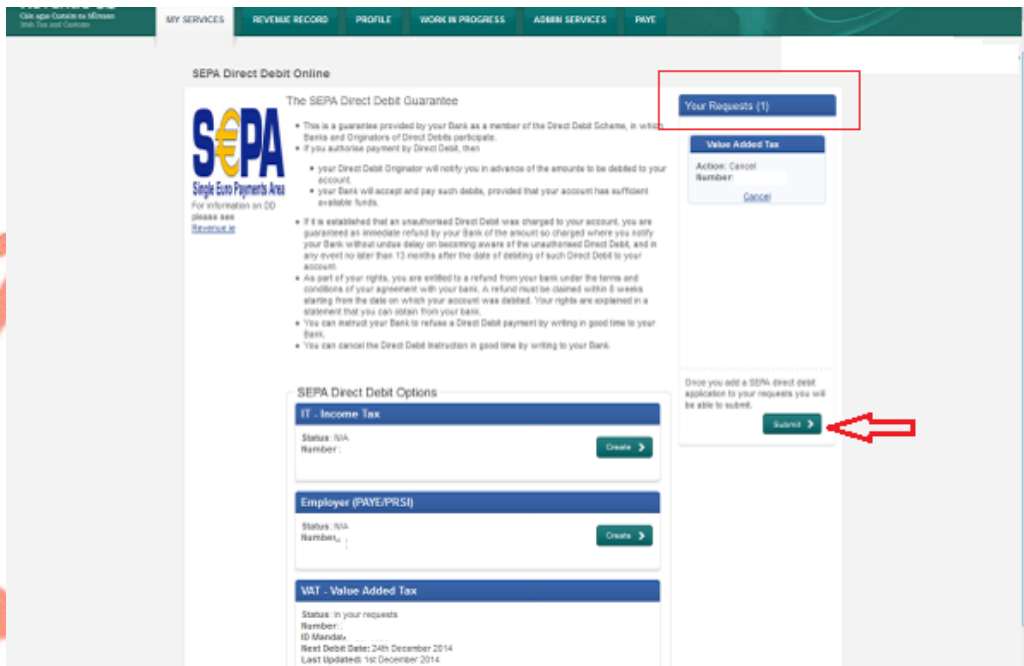 Cáin agus Custaim na hÉireann
Irish Tax and Customs
MY SERVICES
REVENUE RECORD
PROFILE
WORK IN PROGRESS
ADMIN SERVICES
PAYE
SEPA Direct Debit Online
S€PA
Single Euro Payments Area
For information on DD
please see
Revenue.ie
The SEPA Direct Debit Guarantee
This is a guarantee provided by your Bank as a member of the Direct Debit Scheme, in which
Banks and Originators of Direct Debits participate.
If you authorise payment by Direct Debit, then
your Direct Debit Originator will notify you in advance of the amounts to be debited to your
account.
your Bank will accept and pay such debits, provided that your account has sufficient
available funds.
If it is established that an unauthorised Direct Debit was charged to your account, you are
guaranteed an immediate refund by your Bank of the amount so charged where you notify
your Bank without undue delay on becoming aware of the unauthorised Direct Debit, and in
any event no later than 13 months after the date of debiting of such Direct Debit to your
account.
As part of your rights, you are entitled to a refund from your bank under the terms and
conditions of your agreement with your bank. A refund must be claimed within 8 weeks
starting from the date on which your account was debited. Your rights are explained in a
statement that you can obtain from your bank.
You can instruct your Bank to refuse a Direct Debit payment by writing in good time to your
Bank.
You can cancel the Direct Debit Instruction in good time by writing to your Bank.
SEPA Direct Debit Options
IT - Income Tax
Status: N/A
Number:
Create
Employer (PAYE/PRSI)
Status: N/A
Number
Create
VAT - Value Added Tax
Status: In your requests
Number:
ID Mandate
Next Debit Date: 24th December 2014
Last Updated: 1st December 2014
Your Requests (1)
Value Added Tax
Action: Cancel
Number:
Cancel
Once you add a SEPA direct debit
application to your requests you will
be able to submit.
Submit